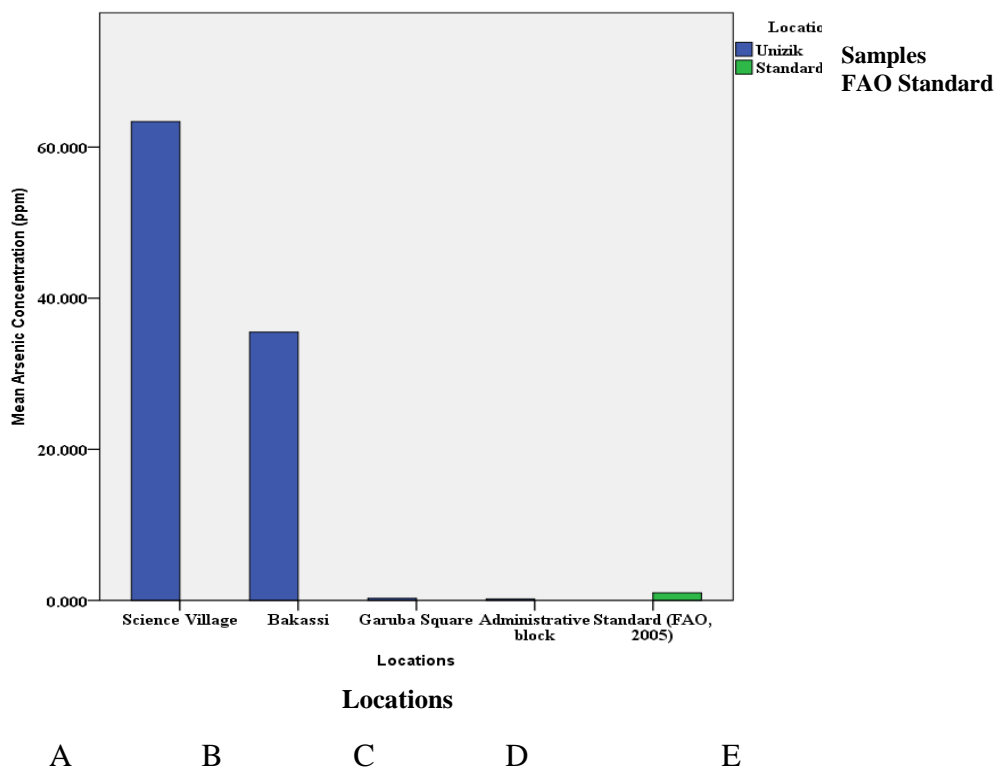 Locatio
Unizik
Standard
Samples
FAO Standard
Mean Arsenic Concentration (ppm)
60.000
40.000
20.000
0.000
Science Village
Bakassi
Garuba Square
Administrative
block
Standard (FAO,
2005)
Locations
Locations
A B C D E